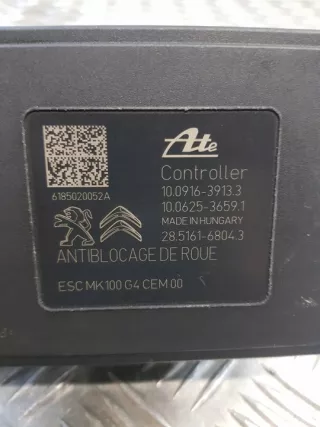 Ate
Controller
10.0916-3913.3
10.0625-3659.1
MADE IN HUNGARY
28.5161-6804.3
6185020052A
ANTIBLOCAGE DE ROUE
ESC MK100 G4 CEM 00